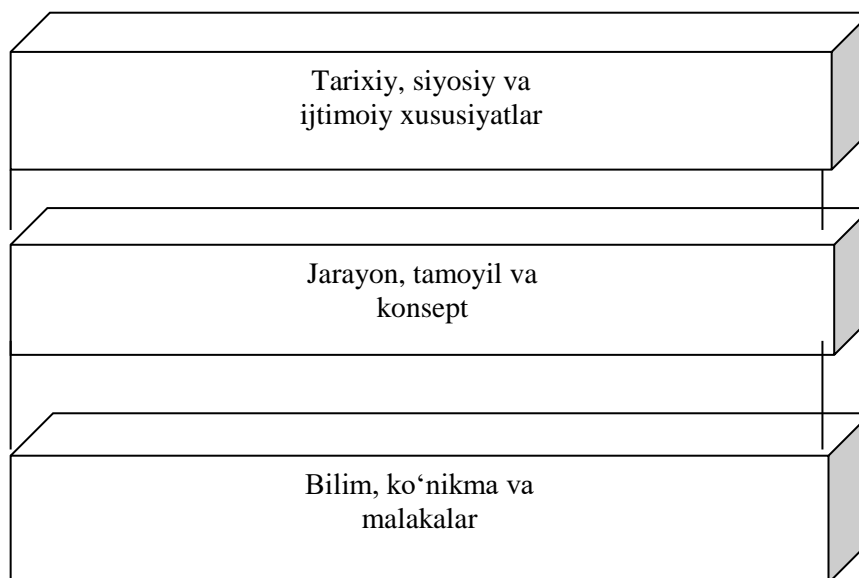 Tarixiy, siyosiy va
ijtimoiy xususiyatlar
Jarayon, tamoyil va
konsept
Bilim, ko‘nikma va
malakalar